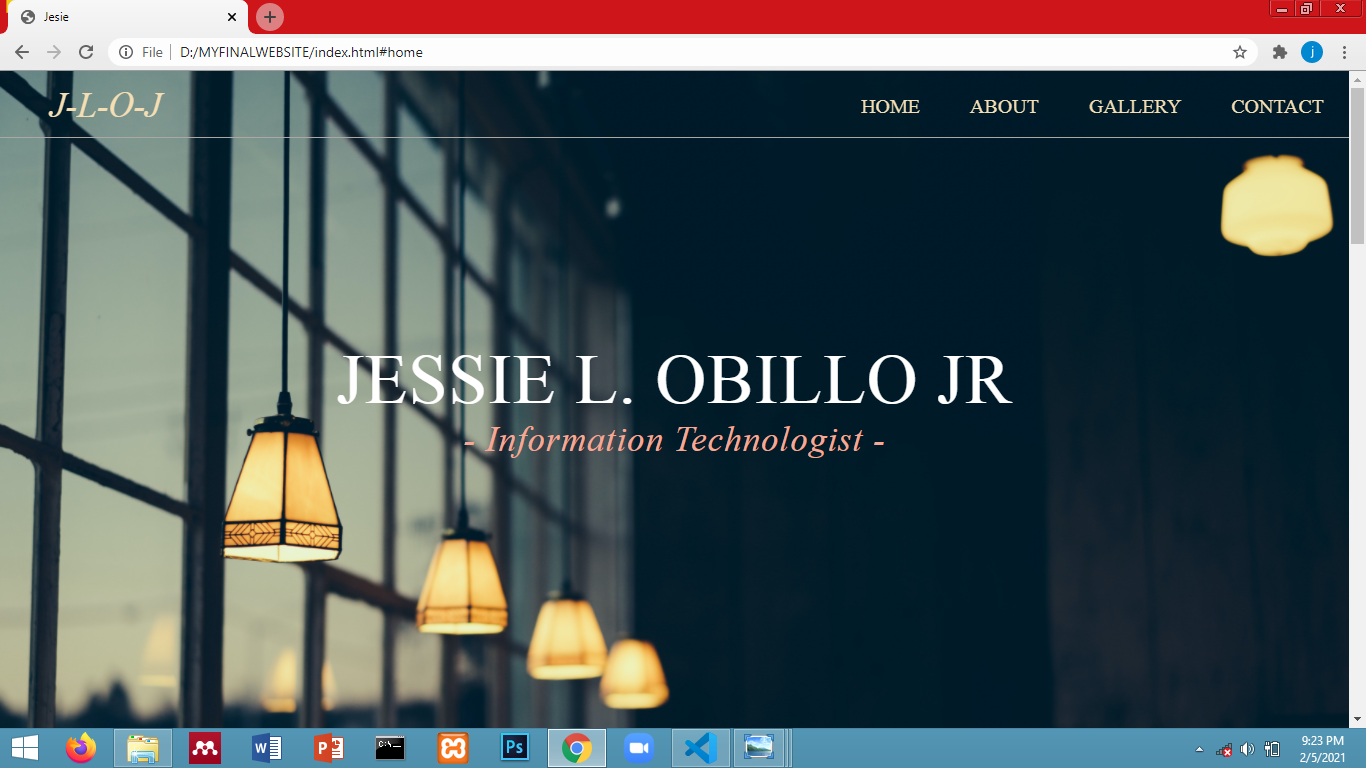 Jesie
File D:/MYFINALWEBSITE/index.html#home
j
J-L-O-J
HOME ABOUT GALLERY CONTACT
JESSIE L. OBILLO JR
- Information Technologist -
C:\_
Ps
9:23 PM
2/5/2021